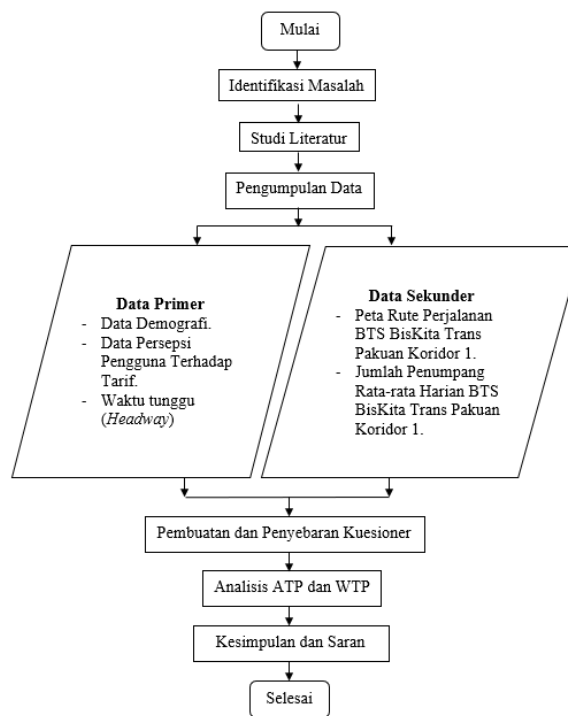 Mulai
Identifikasi Masalah
Studi Literatur
Pengumpulan Data
Data Primer
- Data Demografi.
- Data Persepsi
Pengguna Terhadap
Tarif.
- Waktu tunggu
(Headway)
Data Sekunder
- Peta Rute Perjalanan
BTS BisKita Trans
Pakuan Koridor 1.
- Jumlah Penumpang
Rata-rata Harian BTS
BisKita Trans Pakuan
Koridor 1.
Pembuatan dan Penyebaran Kuesioner
Analisis ATP dan WTP
Kesimpulan dan Saran
Selesai